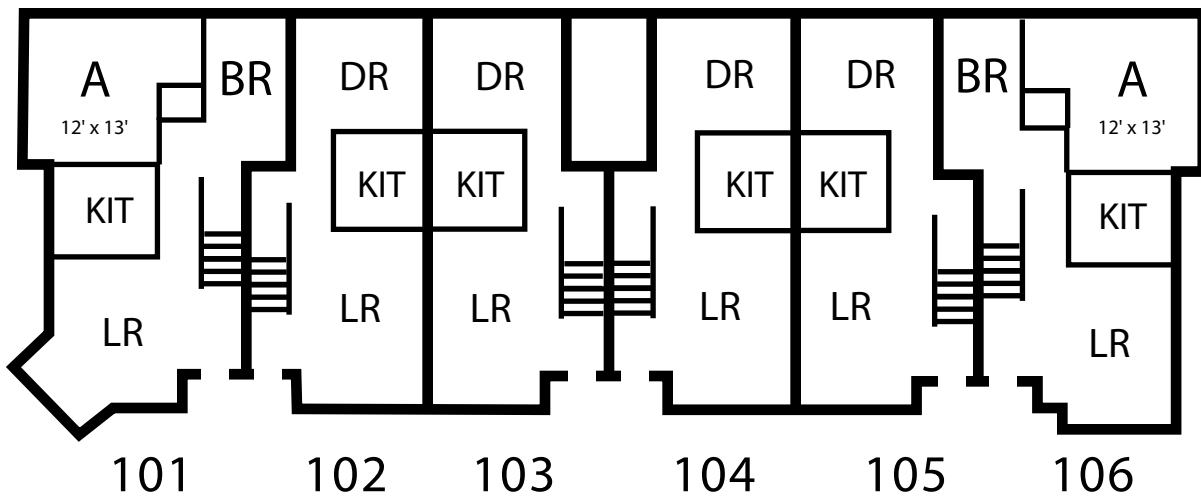 A BR DR DR DR DR BR A
12' x 13' 12' x 13'
KIT KIT KIT KIT KIT KIT
LR LR LR LR LR LR
101 102 103 104 105 106